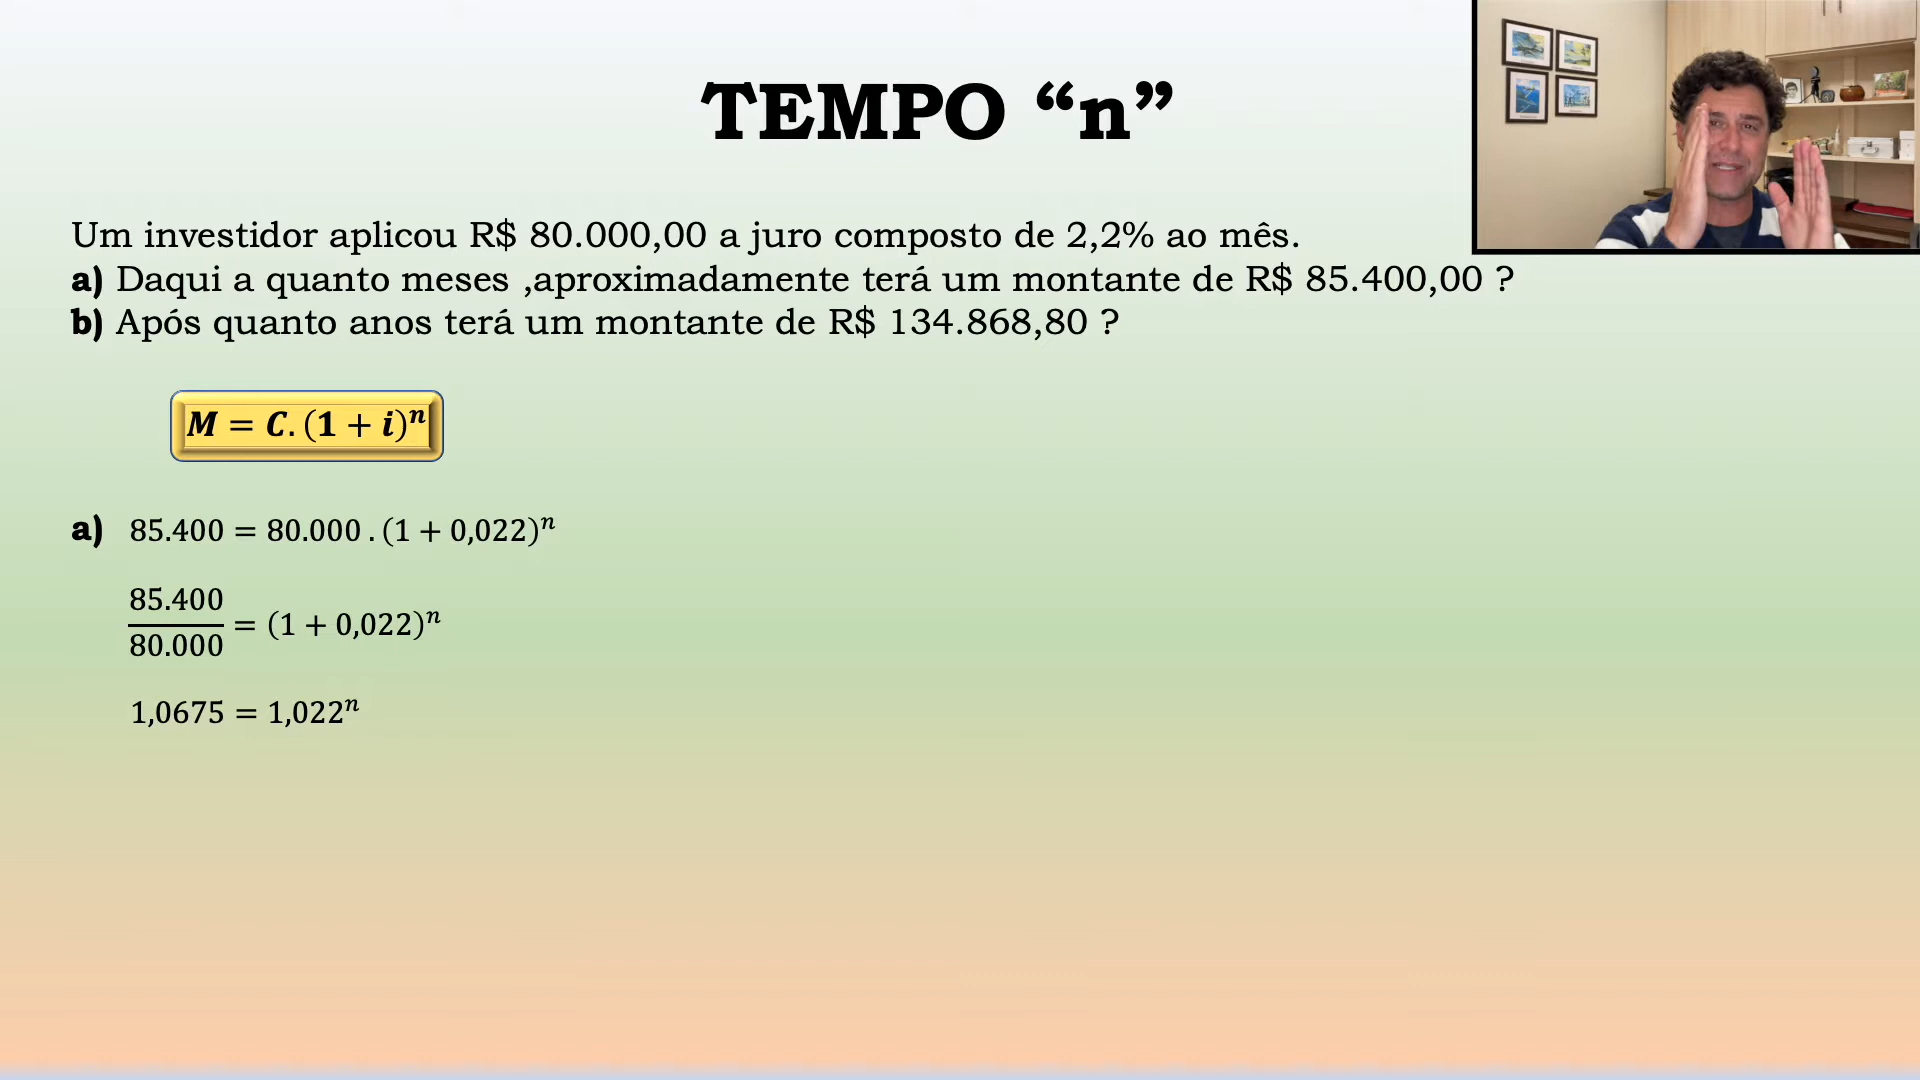 TEMPO “n”
Um investidor aplicou R$ 80.000,00 a juro composto de 2,2% ao mês.
a) Daqui a quanto meses ,aproximadamente terá um montante de R$ 85.400,00 ?
b) Após quanto anos terá um montante de R$ 134.868,80 ?
M = C. (1 + i)ⁿ
a) 85.400 = 80.000 . (1 + 0,022)ⁿ
85.400
80.000
= (1 + 0,022)ⁿ
1,0675 = 1,022ⁿ